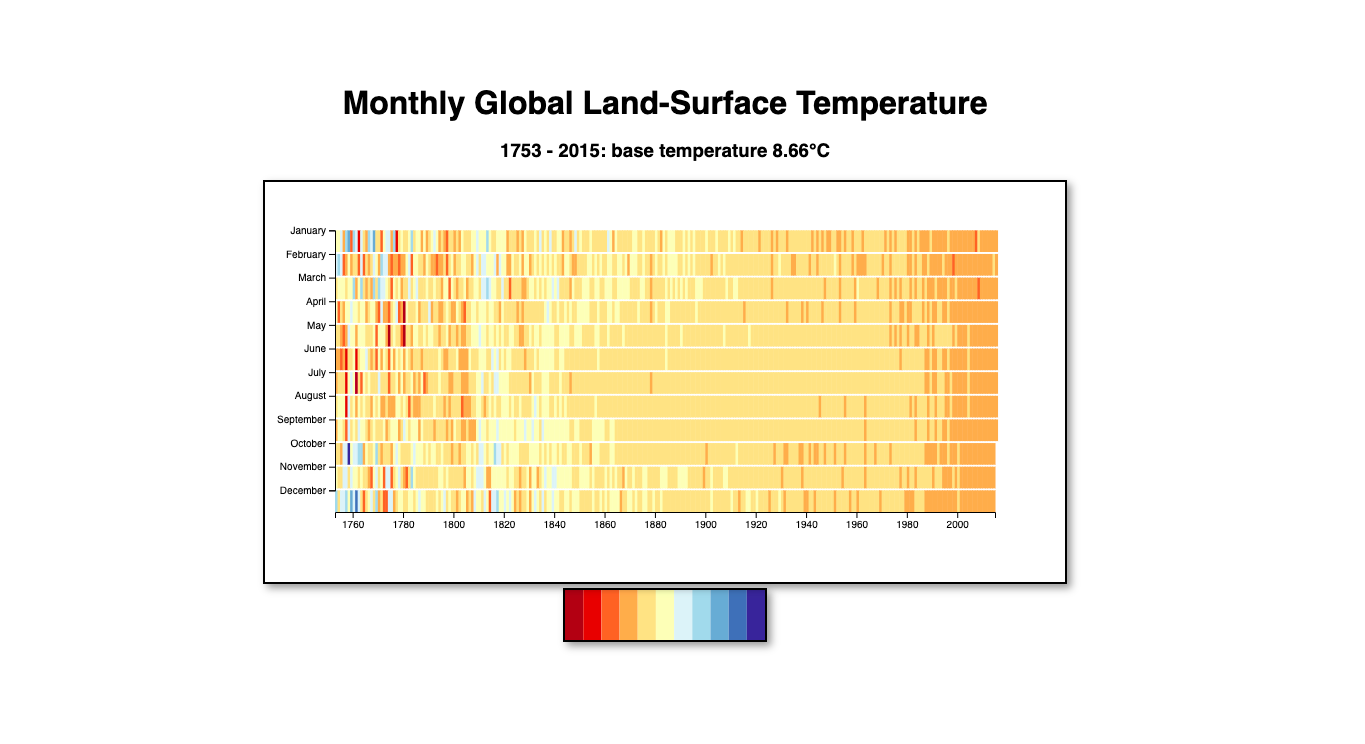 Monthly Global Land-Surface Temperature
1753 - 2015: base temperature 8.66°C
January
February
March
April
May
June
July
August
September
October
November
December
1760 1780 1800 1820 1840 1860 1880 1900 1920 1940 1960 1980 2000